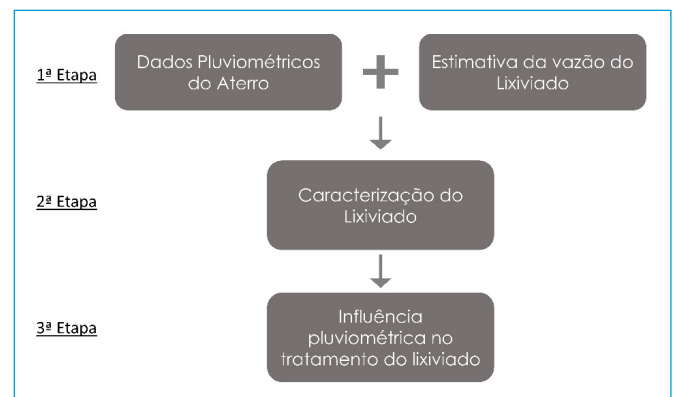 1ª Etapa
Dados Pluviométricos
do Aterro
+
Estimativa da vazão do
Lixiviado
2ª Etapa
Caracterização do
Lixiviado
3ª Etapa
Influência
pluviométrica no
tratamento do lixiviado